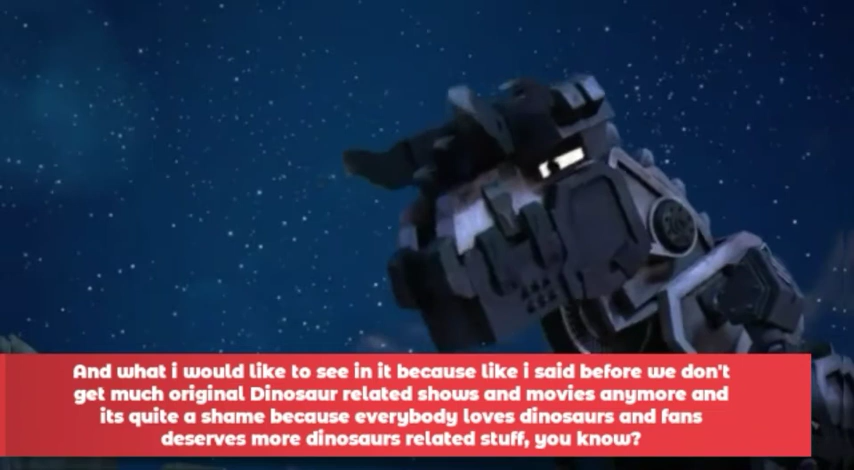 And what i would like to see in it because like i said before we don't
get much original Dinosaur related shows and movies anymore and
its quite a shame because everybody loves dinosaurs and fans
deserves more dinosaurs related stuff, you know?